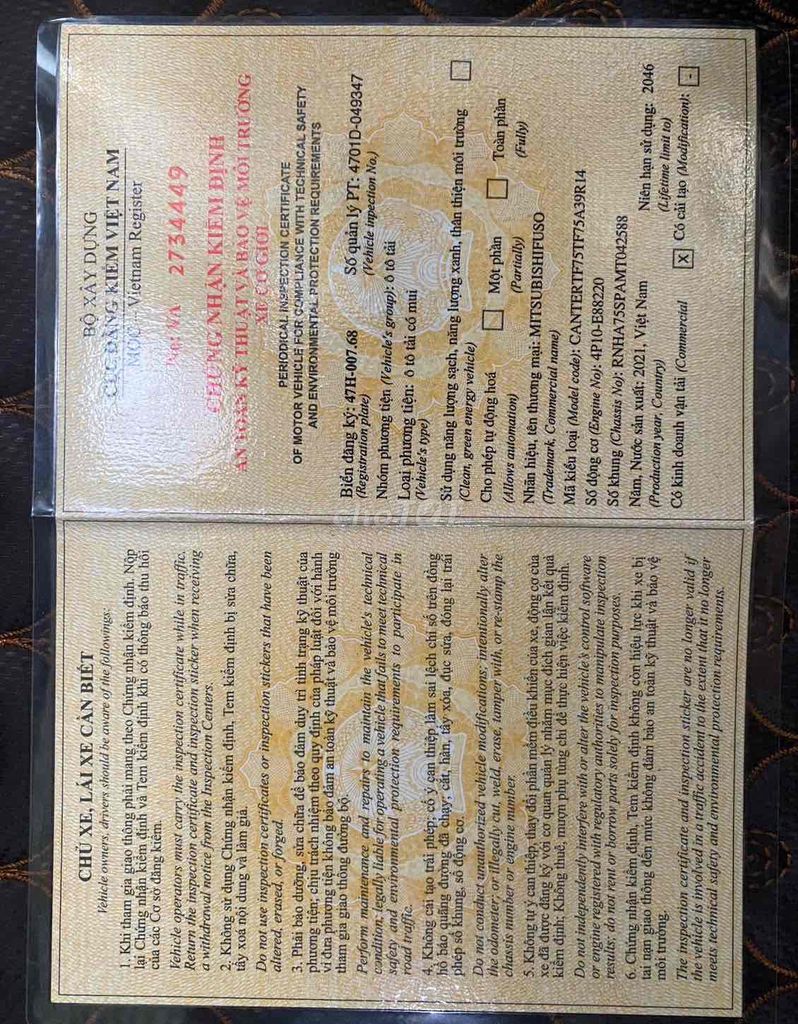 CHỦ XE, LÁI XE CẦN BIẾT
Vehicle owners, drivers should be aware of the followings:
1. Khi tham gia giao thông phải mang theo Chứng nhận kiểm định. Nộp
lại Chứng nhận kiểm định và Tem kiểm định khi có thông báo thu hồi
của các Cơ sở đăng kiểm.
Vehicle operators must carry the inspection certificate while in traffic.
Return the inspection certificate and inspection sticker when receiving
a withdrawal notice from the Inspection Centers.
2. Không sử dụng Chứng nhận kiểm định, Tem kiểm định bị sửa chữa,
tẩy xoá nội dung và làm giả.
Do not use inspection certificates or inspection stickers that have been
altered, erased, or forged.
3. Phải bảo dưỡng, sửa chữa để bảo đảm duy trì tình trạng kỹ thuật của
phương tiện; chịu trách nhiệm theo quy định của pháp luật đối với hành
vi đưa phương tiện không bảo đảm an toàn kỹ thuật và bảo vệ môi trường
tham gia giao thông đường bộ.
Perform maintenance and repairs to maintain the vehicle's technical
condition, legally liable for operating a vehicle that fails to meet technical
safety and environmental protection requirements to participate in
road traffic.
4. Không cải tạo trái phép; cố ý can thiệp làm sai lệch chỉ số trên đồng
hồ báo quãng đường đã chạy; cắt, hàn, tẩy xóa, đục sửa, đóng lại trái
phép số khung, số động cơ.
Do not conduct unauthorized vehicle modifications; intentionally alter
the odometer; or illegally cut, weld, erase, tamper with, or re-stamp the
chassis number or engine number.
5. Không tự ý can thiệp, thay đổi phần mềm điều khiển của xe, động cơ của
xe đã được đăng ký với cơ quan quản lý nhằm mục đích gian lận kết quả
kiểm định; Không thuê, mượn phụ tùng chỉ để thực hiện việc kiểm định.
Do not independently interfere with or alter the vehicle's control software
or engine registered with regulatory authorities to manipulate inspection
results; do not rent or borrow parts solely for inspection purposes.
6. Chứng nhận kiểm định, Tem kiểm định không còn hiệu lực khi xe bị
tai nạn giao thông đến mức không đảm bảo an toàn kỹ thuật và bảo vệ
môi trường.
The inspection certificate and inspection sticker are no longer valid if
the vehicle is involved in a traffic accident to the extent that it no longer
meets technical safety and environmental protection requirements.
BỘ XÂY DỰNG
CỤC ĐĂNG KIỂM VIỆT NAM
MOC - Vietnam Register
No: VA 2734449
CHỨNG NHẬN KIỂM ĐỊNH
AN TOÀN KỸ THUẬT VÀ BẢO VỆ MÔI TRƯỜNG
XE CƠ GIỚI
PERIODICAL INSPECTION CERTIFICATE
OF MOTOR VEHICLE FOR COMPLIANCE WITH TECHNICAL SAFETY
AND ENVIRONMENTAL PROTECTION REQUIREMENTS
Biển đăng ký: 47H-007.68 Số quản lý PT: 4701D-049347
(Registration plate) (Vehicle inpection No.)
Nhóm phương tiện (Vehicle's group): ô tô tải
Loại phương tiện: ô tô tải có mui
(Vehicle's type)
Sử dụng năng lượng sạch, năng lượng xanh, thân thiện môi trường
(Clean, green energy vehicle)
Cho phép tự động hoá Một phần Toàn phần
(Allows automation) (Partially) (Fully)
Nhãn hiệu, tên thương mại: MITSUBISHIFUSO
(Trademark, Commercial name)
Mã kiểu loại (Model code): CANTERTF75TF75A39R14
Số động cơ (Engine No): 4P10-E88220
Số khung (Chassis No): RNHA75SPAMT042588
Năm, Nước sản xuất: 2021, Việt Nam Niên hạn sử dụng: 2046
(Production year, Country) (Lifetime limit to)
Có kinh doanh vận tải (Commercial X Có cải tạo (Modification): -